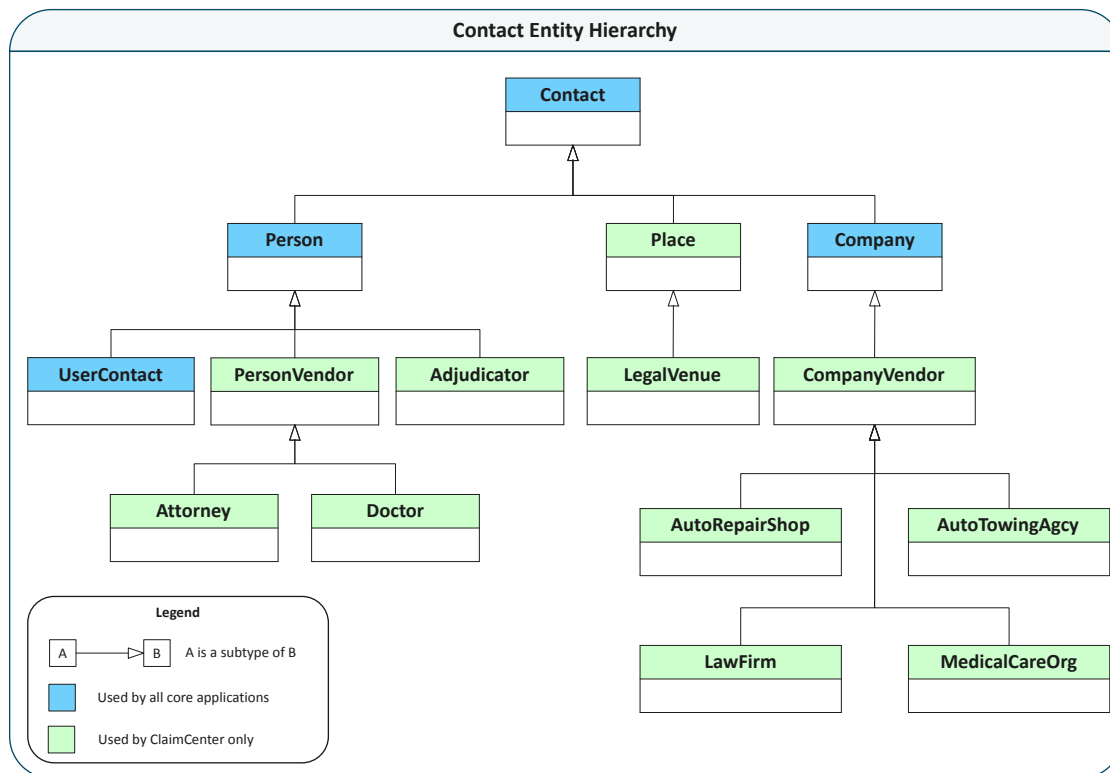 Contact Entity Hierarchy
Contact
Person
Place
Company
UserContact
PersonVendor
Adjudicator
LegalVenue
CompanyVendor
Attorney
Doctor
AutoRepairShop
AutoTowingAgcy
LawFirm
MedicalCareOrg
Legend
A
B
A is a subtype of B
Used by all core applications
Used by ClaimCenter only